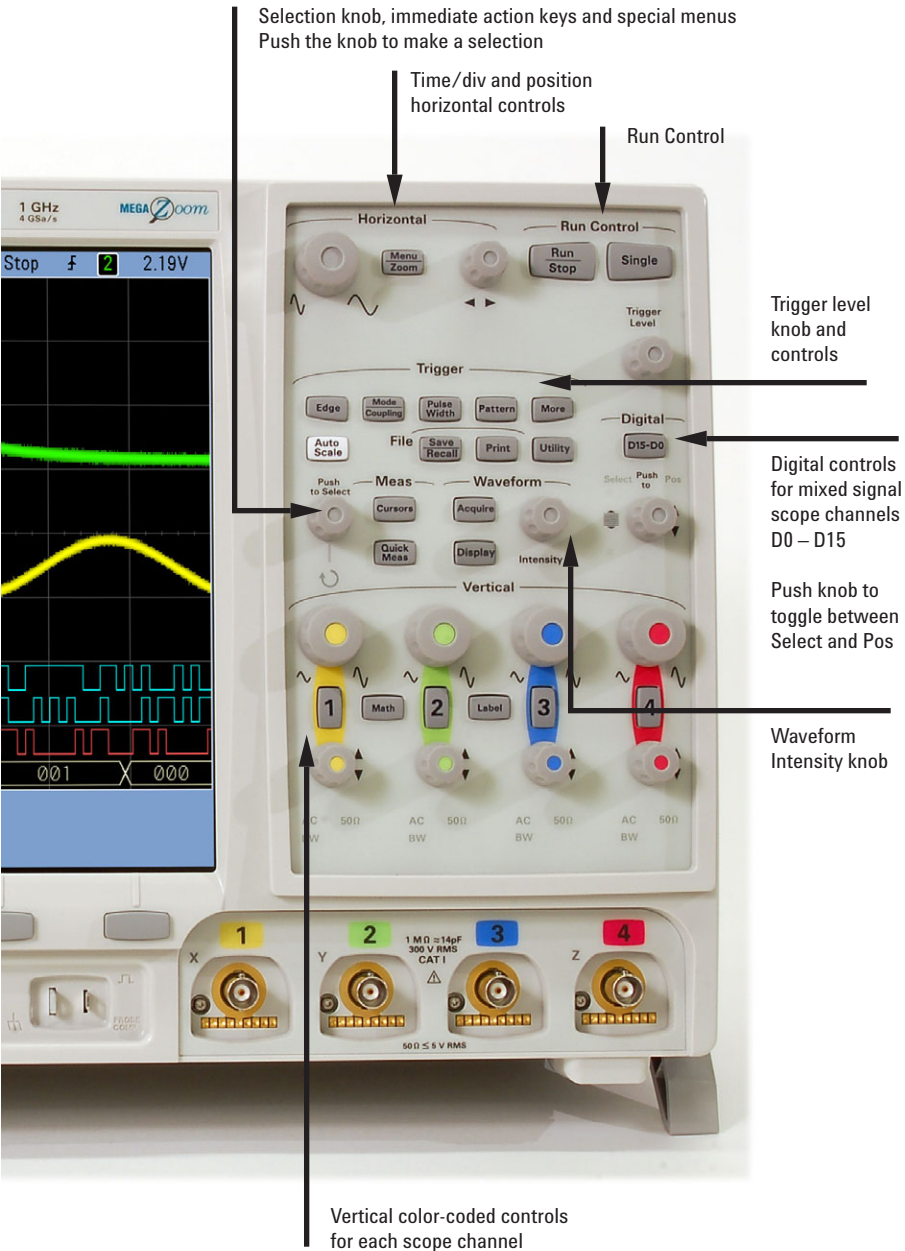 Selection knob, immediate action keys and special menus
Push the knob to make a selection
Time/div and position
horizontal controls
Run Control
1 GHz
4 GSa/s
MEGA Zoom
Stop 2 2.19V
Horizontal
Menu
Zoom
Run Control
Run
Stop
Single
Trigger
Level
Trigger level
knob and
controls
Trigger
Edge
Mode
Coupling
Pulse
Width
Pattern
More
Digital
Auto
Scale
File
Save
Recall
Print
Utility
D15-D0
Push
to Select
Meas
Waveform
Select Push to Pos
Cursors
Acquire
Quick
Meas
Display
Intensity
Digital controls
for mixed signal
scope channels
D0 – D15
Push knob to
toggle between
Select and Pos
Vertical
1
Math
2
Label
3
4
Waveform
Intensity knob
001 000
AC 50Ω
BW
AC 50Ω
BW
AC 50Ω
BW
AC 50Ω
BW
1
2
3
4
X
Y
Z
1 MΩ ≈14pF
300 V RMS
CAT I
PROBE
COMP
50Ω ≤ 5 V RMS
Vertical color-coded controls
for each scope channel